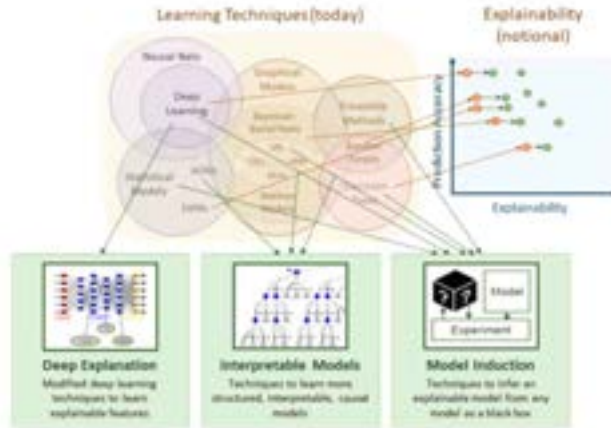 Learning Techniques (today)
Explainability
(notional)
Neural Nets
Graphical
Models
Deep
Learning
Ensemble
Methods
Bayesian
Belief Nets
Random
Forests
Statistical
Models
Decision
Trees
Prediction Accuracy
Explainability
Model
Experiment
Deep Explanation
Modified deep learning
techniques to learn
explainable features
Interpretable Models
Techniques to learn more
structured, interpretable, causal
models
Model Induction
Techniques to infer an
explainable model from any
model as a black box